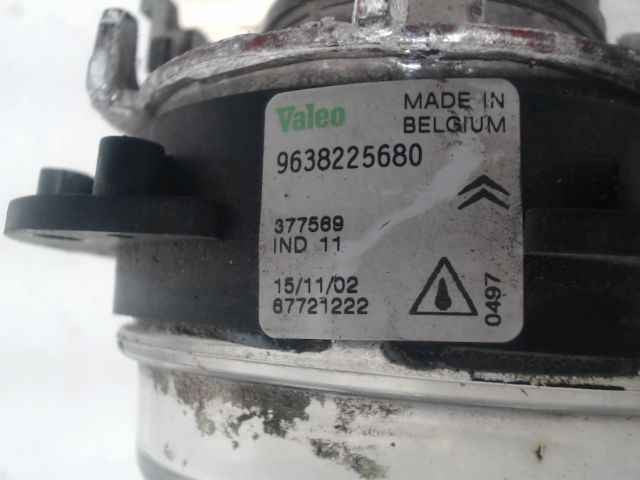 Valeo
MADE IN
BELGIUM
9638225680
377569
IND 11
15/11/02
67721222
0497